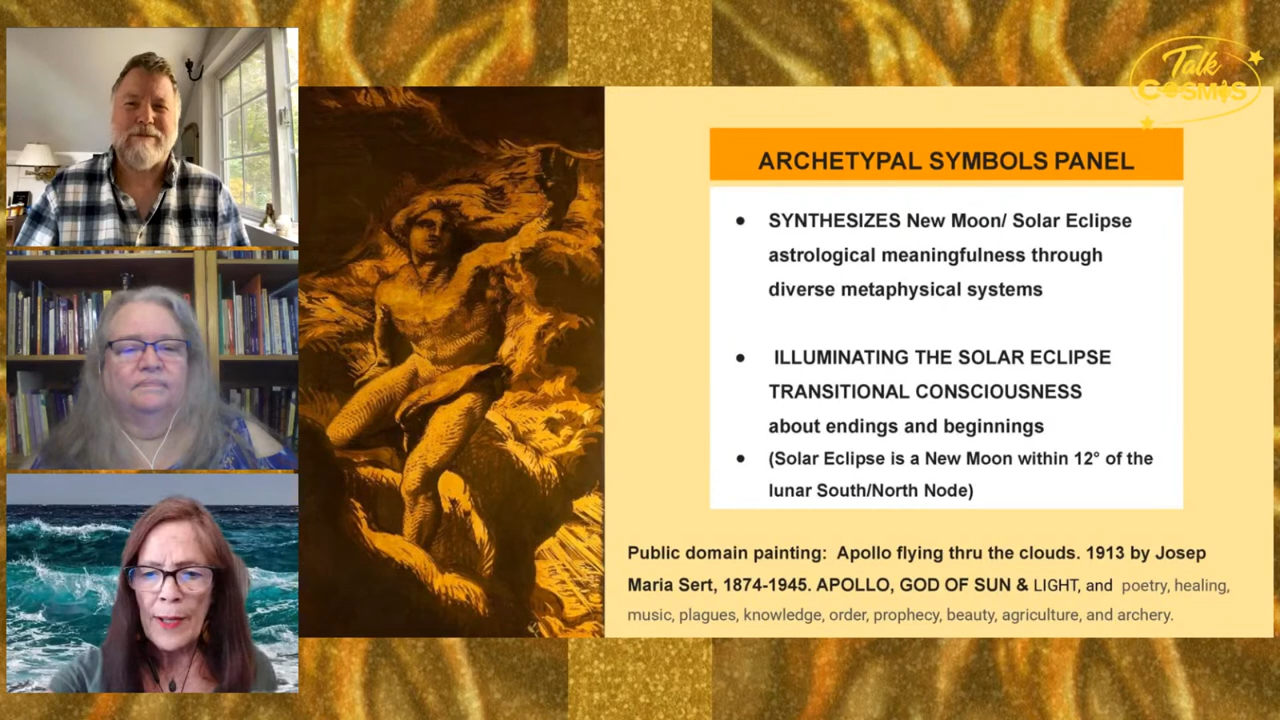 Talk
COSMOS
ARCHETYPAL SYMBOLS PANEL
● SYNTHESIZES New Moon/ Solar Eclipse
astrological meaningfulness through
diverse metaphysical systems
● ILLUMINATING THE SOLAR ECLIPSE
TRANSITIONAL CONSCIOUSNESS
about endings and beginnings
● (Solar Eclipse is a New Moon within 12° of the
lunar South/North Node)
Public domain painting: Apollo flying thru the clouds. 1913 by Josep
Maria Sert, 1874-1945. APOLLO, GOD OF SUN & LIGHT, and poetry, healing,
music, plagues, knowledge, order, prophecy, beauty, agriculture, and archery.